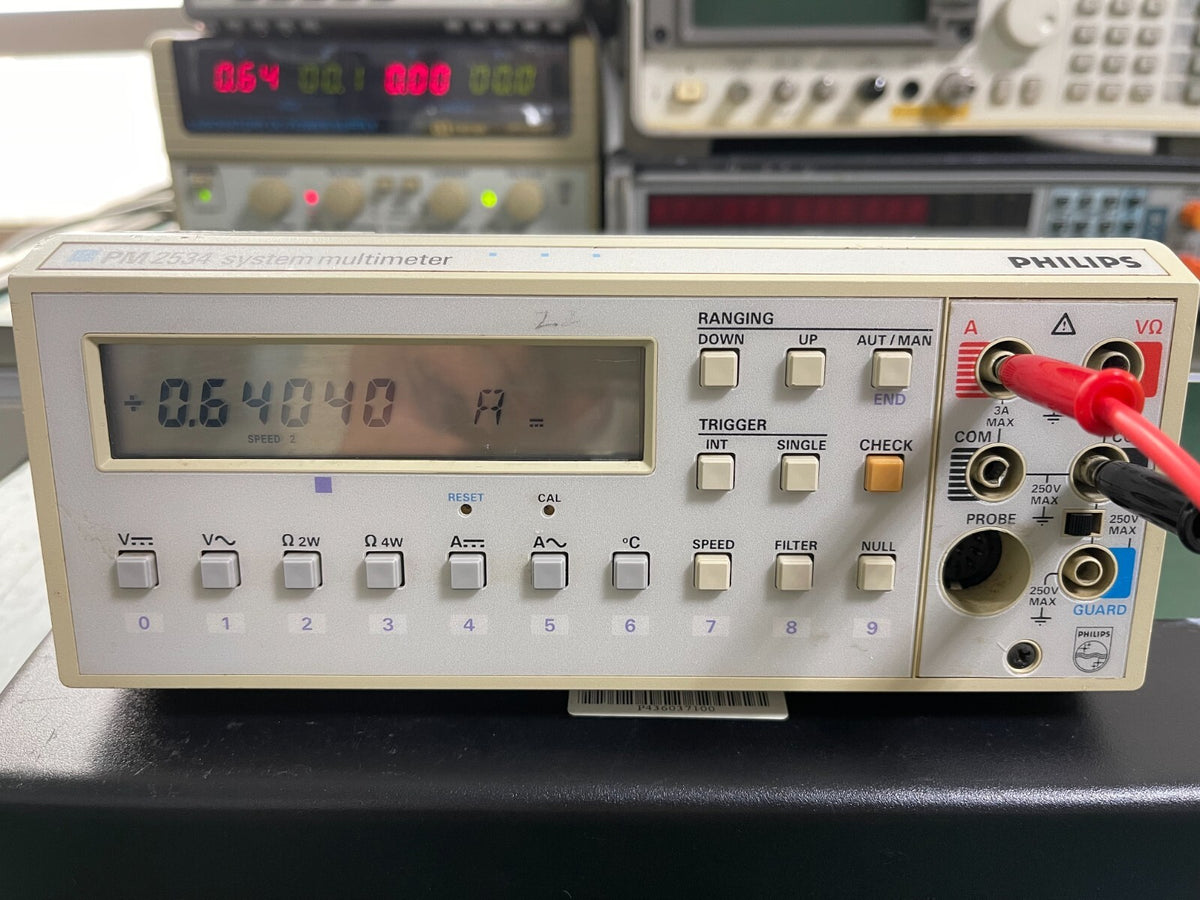 0.64 00.1 0.00 00.0
PM 2534 system multimeter
PHILIPS
0.64040 A
SPEED 2
RANGING
DOWN UP AUT / MAN
END
TRIGGER
INT SINGLE CHECK
RESET CAL
V⎓ V~ Ω 2W Ω 4W A⎓ A~ °C SPEED FILTER NULL
0 1 2 3 4 5 6 7 8 9
A VΩ
3A
MAX
COM
250V
MAX
PROBE
250V
MAX
250V
MAX
GUARD
PHILIPS
P436037100